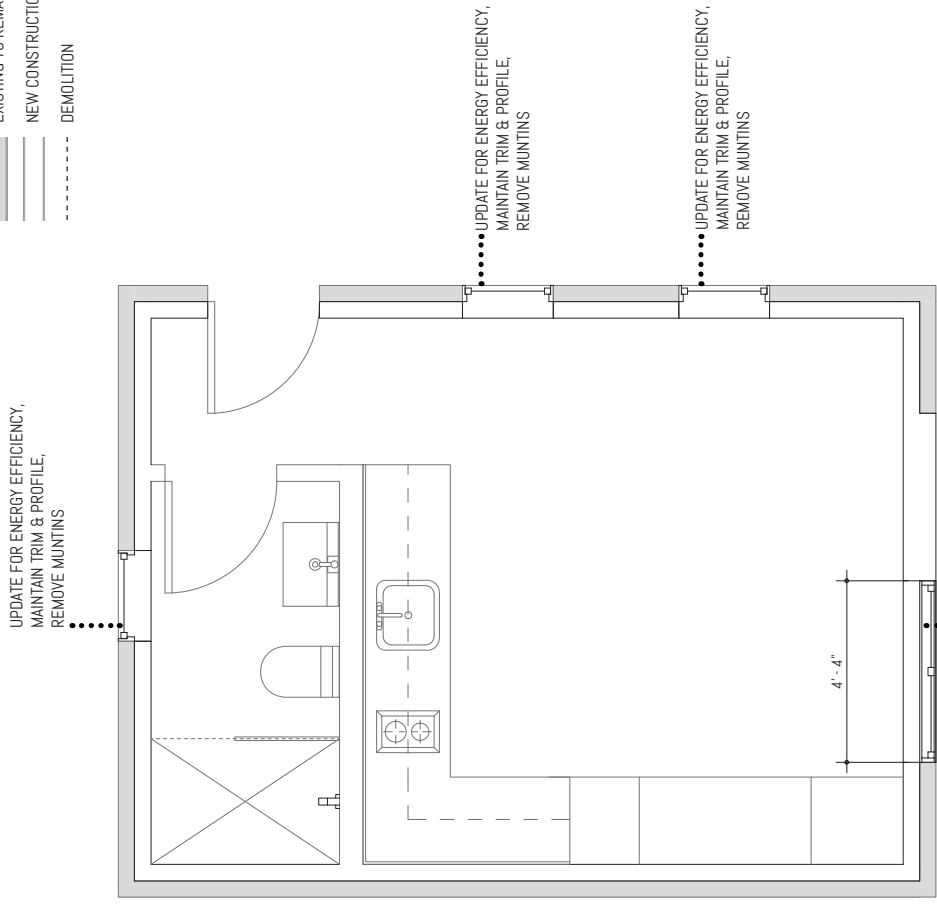 NEW CONSTRUCTION
DEMOLITION
UPDATE FOR ENERGY EFFICIENCY,
MAINTAIN TRIM & PROFILE,
REMOVE MUNTINS
UPDATE FOR ENERGY EFFICIENCY,
MAINTAIN TRIM & PROFILE,
REMOVE MUNTINS
UPDATE FOR ENERGY EFFICIENCY,
MAINTAIN TRIM & PROFILE,
REMOVE MUNTINS
4' - 4"